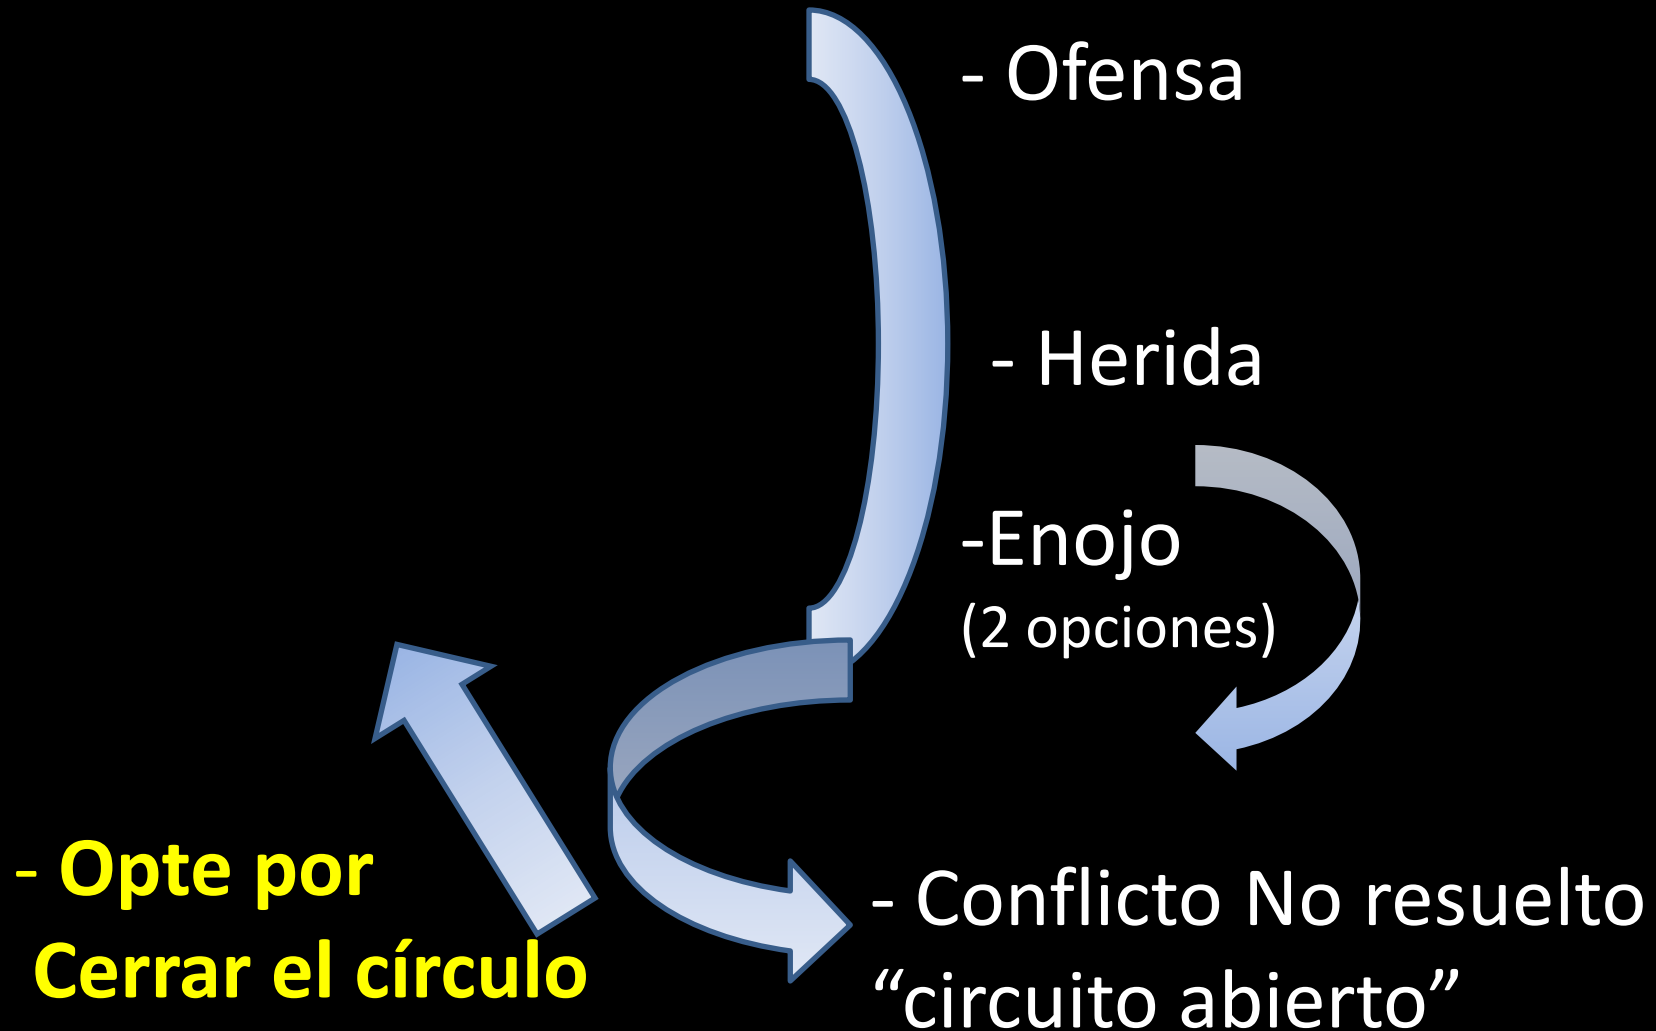 - Ofensa
- Herida
-Enojo
(2 opciones)
- Opte por
Cerrar el círculo
- Conflicto No resuelto
“circuito abierto”